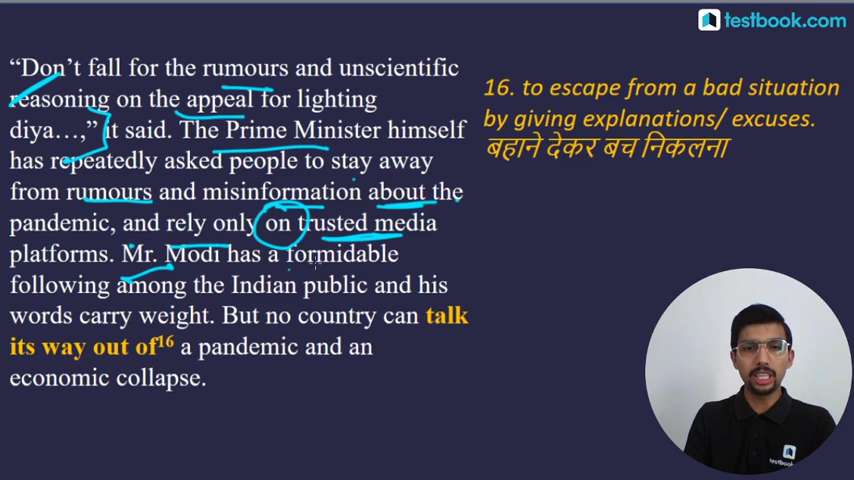 testbook.com
“Don’t fall for the rumours and unscientific
reasoning on the appeal for lighting
diya…,” it said. The Prime Minister himself
has repeatedly asked people to stay away
from rumours and misinformation about the
pandemic, and rely only on trusted media
platforms. Mr. Modi has a formidable
following among the Indian public and his
words carry weight. But no country can talk
its way out of16 a pandemic and an
economic collapse.
16. to escape from a bad situation
by giving explanations/ excuses.
बहाने देकर बच निकलना
testbook